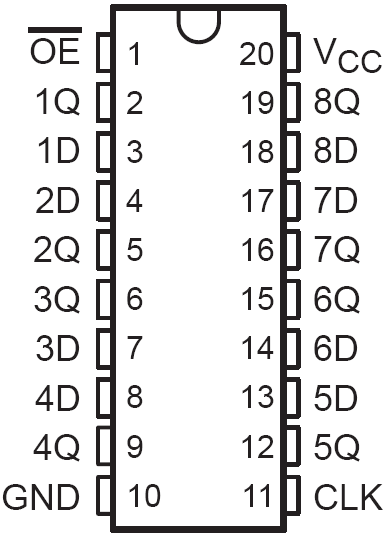 OE 1 20 VCC
1Q 2 19 8Q
1D 3 18 8D
2D 4 17 7D
2Q 5 16 7Q
3Q 6 15 6Q
3D 7 14 6D
4D 8 13 5D
4Q 9 12 5Q
GND 10 11 CLK